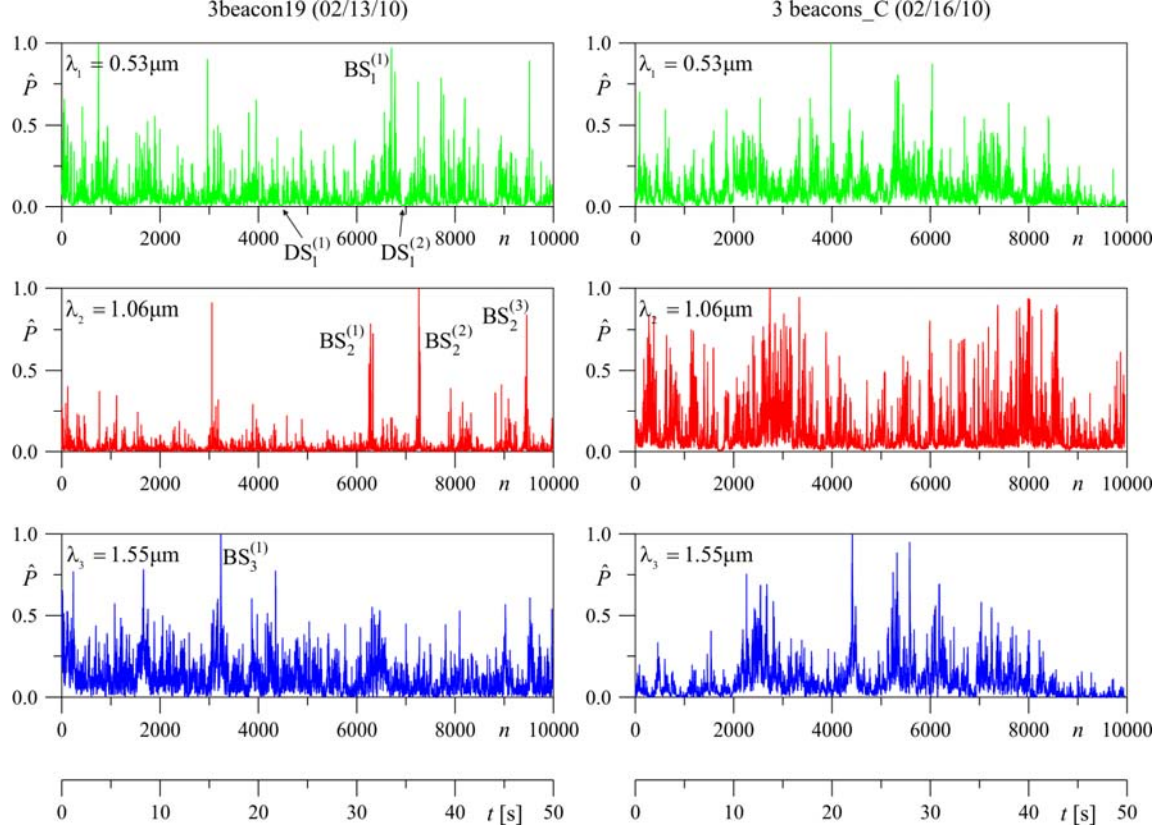 3beacon19 (02/13/10)
3 beacons_C (02/16/10)
1.0
λ₁ = 0.53μm
BS₁⁽¹⁾
P̂
0.5
0.0
0 2000 4000 6000 8000 n 10000
DS₁⁽¹⁾ DS₁⁽²⁾
1.0
λ₁ = 0.53μm
P̂
0.5
0.0
0 2000 4000 6000 8000 n 10000
1.0
λ₂ = 1.06μm
BS₂⁽¹⁾ BS₂⁽²⁾ BS₂⁽³⁾
P̂
0.5
0.0
0 2000 4000 6000 8000 n 10000
1.0
λ₂ = 1.06μm
P̂
0.5
0.0
0 2000 4000 6000 8000 n 10000
1.0
λ₃ = 1.55μm
BS₃⁽¹⁾
P̂
0.5
0.0
0 2000 4000 6000 8000 n 10000
1.0
λ₃ = 1.55μm
P̂
0.5
0.0
0 2000 4000 6000 8000 n 10000
0 10 20 30 40 t [s] 50
0 10 20 30 40 t [s] 50